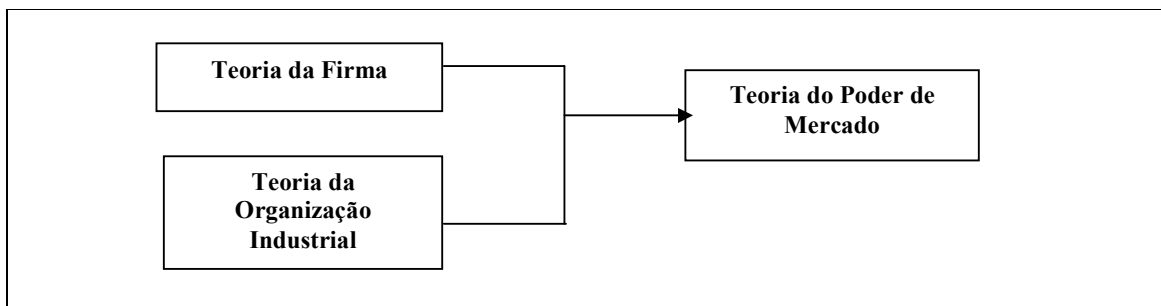 Teoria da Firma
Teoria da
Organização
Industrial
Teoria do Poder de
Mercado